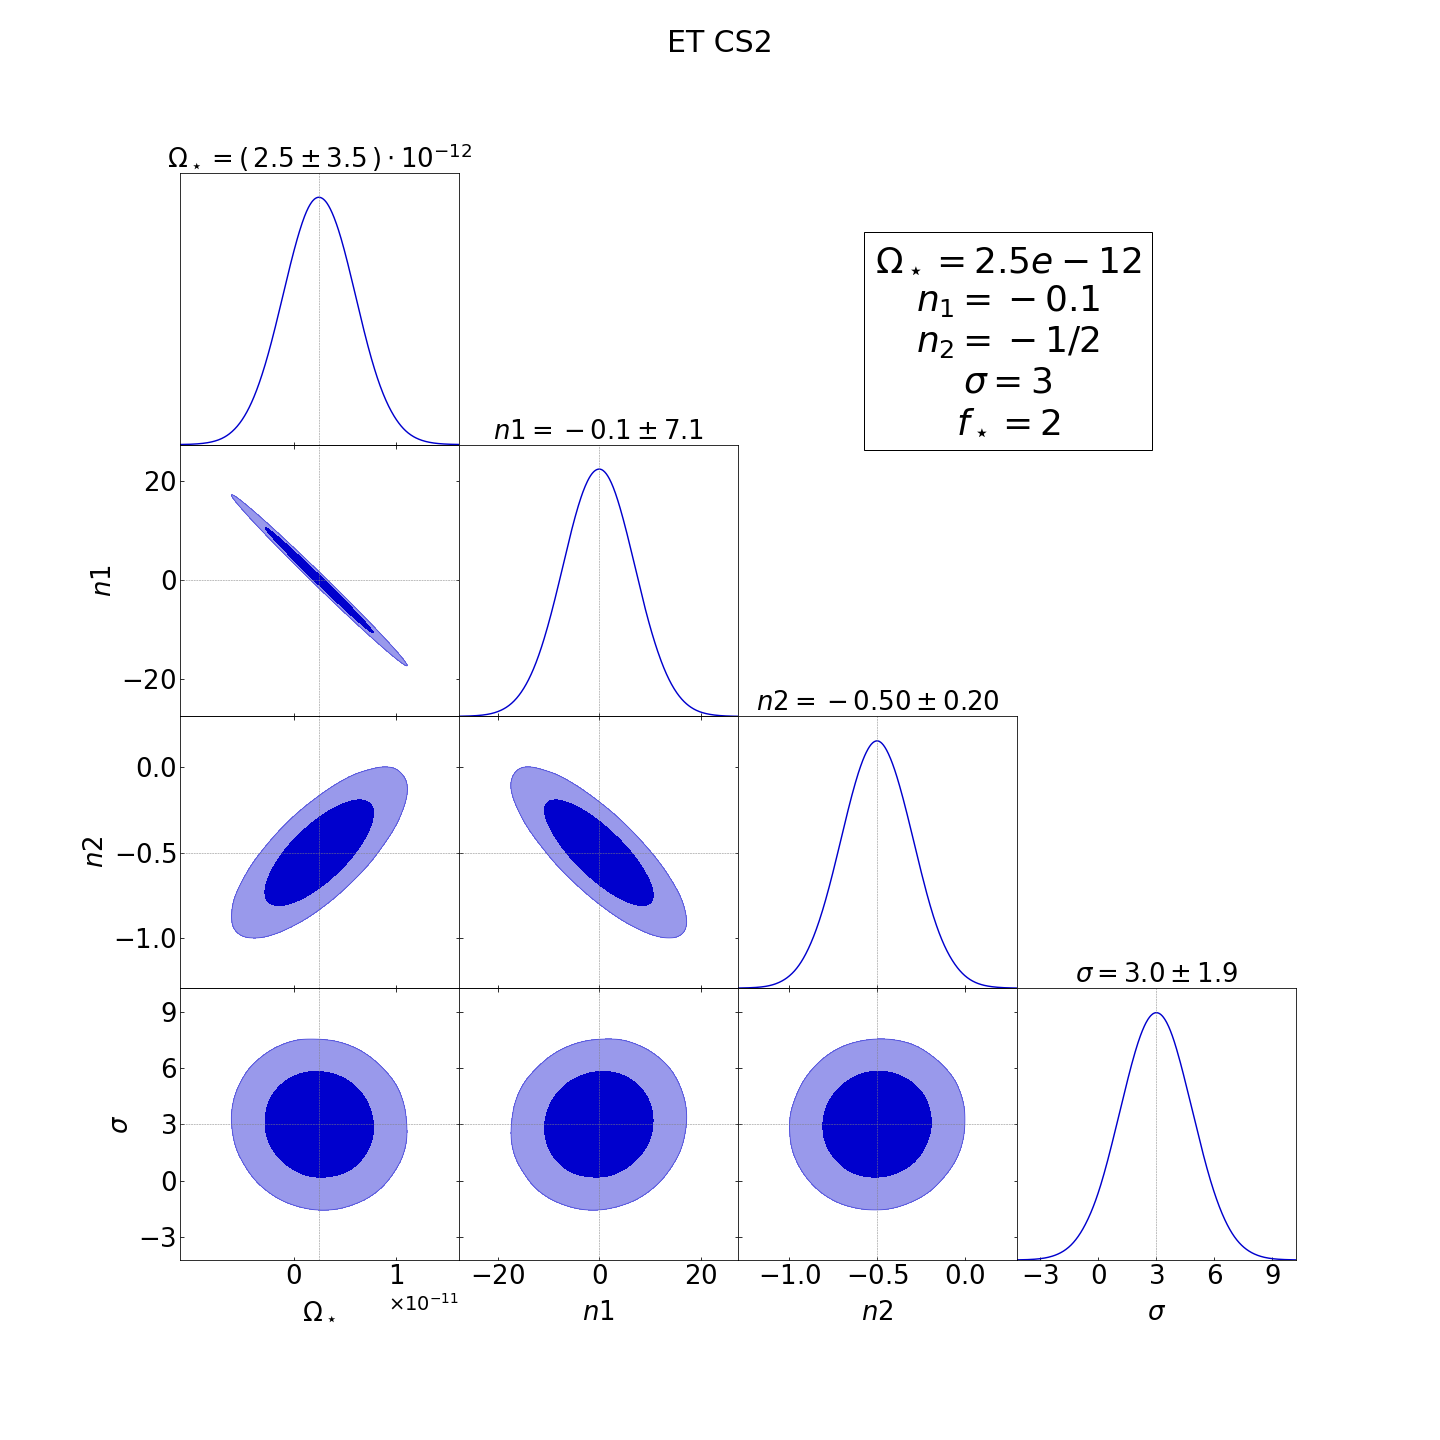 ET CS2
Ω⋆ = (2.5 ± 3.5) · 10⁻¹²
Ω⋆ = 2.5e − 12
n₁ = −0.1
n₂ = −1/2
σ = 3
f⋆ = 2
n1 = −0.1 ± 7.1
20
0
−20
n1
n2 = −0.50 ± 0.20
0.0
−0.5
−1.0
n2
σ = 3.0 ± 1.9
9
6
3
0
−3
σ
0 1 −20 0 20 −1.0 −0.5 0.0 −3 0 3 6 9
×10⁻¹¹
Ω⋆ n1 n2 σ